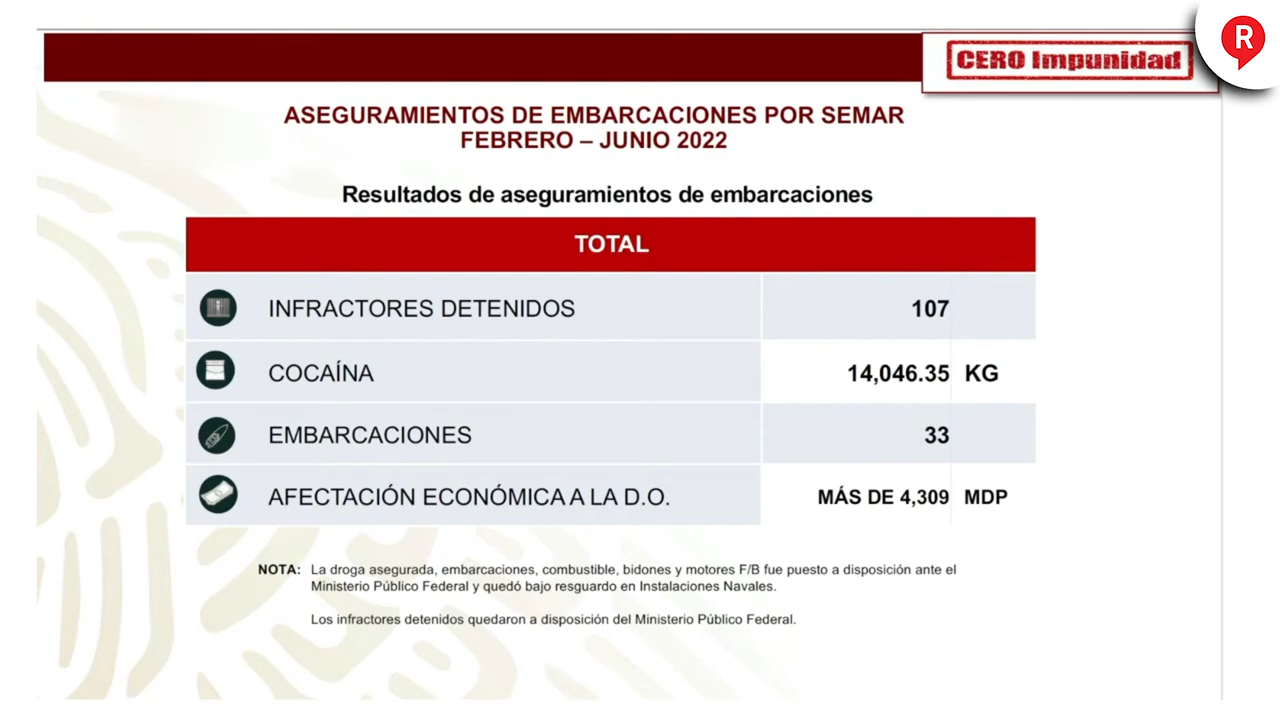 R
CERO Impunidad
ASEGURAMIENTOS DE EMBARCACIONES POR SEMAR
FEBRERO – JUNIO 2022
Resultados de aseguramientos de embarcaciones
TOTAL
INFRACTORES DETENIDOS 107
COCAÍNA 14,046.35 KG
EMBARCACIONES 33
AFECTACIÓN ECONÓMICA A LA D.O. MÁS DE 4,309 MDP
NOTA: La droga asegurada, embarcaciones, combustible, bidones y motores F/B fue puesto a disposición ante el
Ministerio Público Federal y quedó bajo resguardo en Instalaciones Navales.
Los infractores detenidos quedaron a disposición del Ministerio Público Federal.